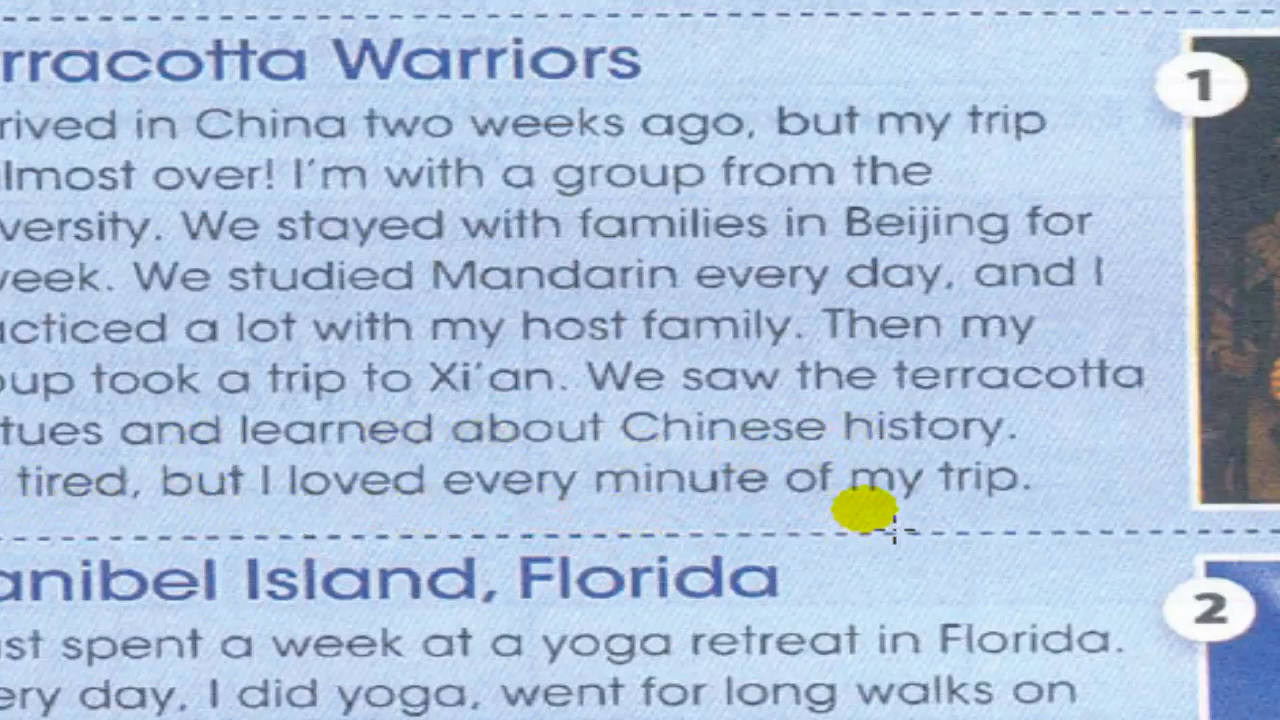 rracotta Warriors
rived in China two weeks ago, but my trip
lmost over! I'm with a group from the
versity. We stayed with families in Beijing for
veek. We studied Mandarin every day, and I
acticed a lot with my host family. Then my
oup took a trip to Xi'an. We saw the terracotta
tues and learned about Chinese history.
tired, but I loved every minute of my trip.
1
anibel Island, Florida
st spent a week at a yoga retreat in Florida.
ery day, I did yoga, went for long walks on
2